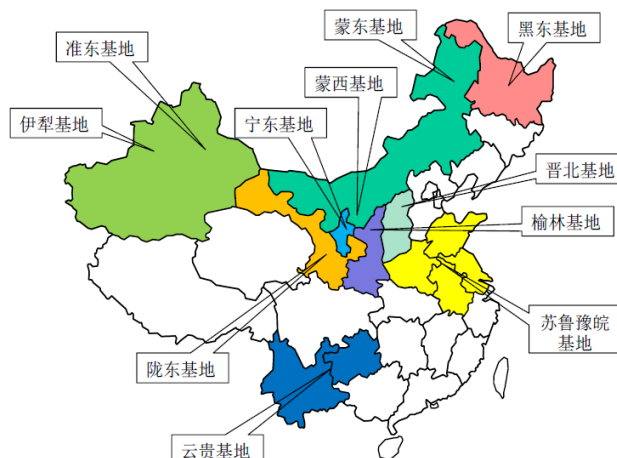 蒙东基地
黑东基地
准东基地
蒙西基地
伊犁基地
宁东基地
晋北基地
榆林基地
苏鲁豫皖
基地
陇东基地
云贵基地